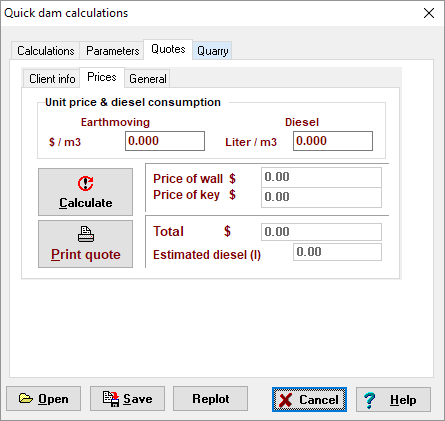 Quick dam calculations
Calculations Parameters Quotes Quarry
Client info Prices General
Unit price & diesel consumption
Earthmoving Diesel
$ / m3 0.000 Liter / m3 0.000
Calculate
Price of wall $ 0.00
Price of key $ 0.00
Print quote
Total $ 0.00
Estimated diesel (l) 0.00
Open Save Replot Cancel Help